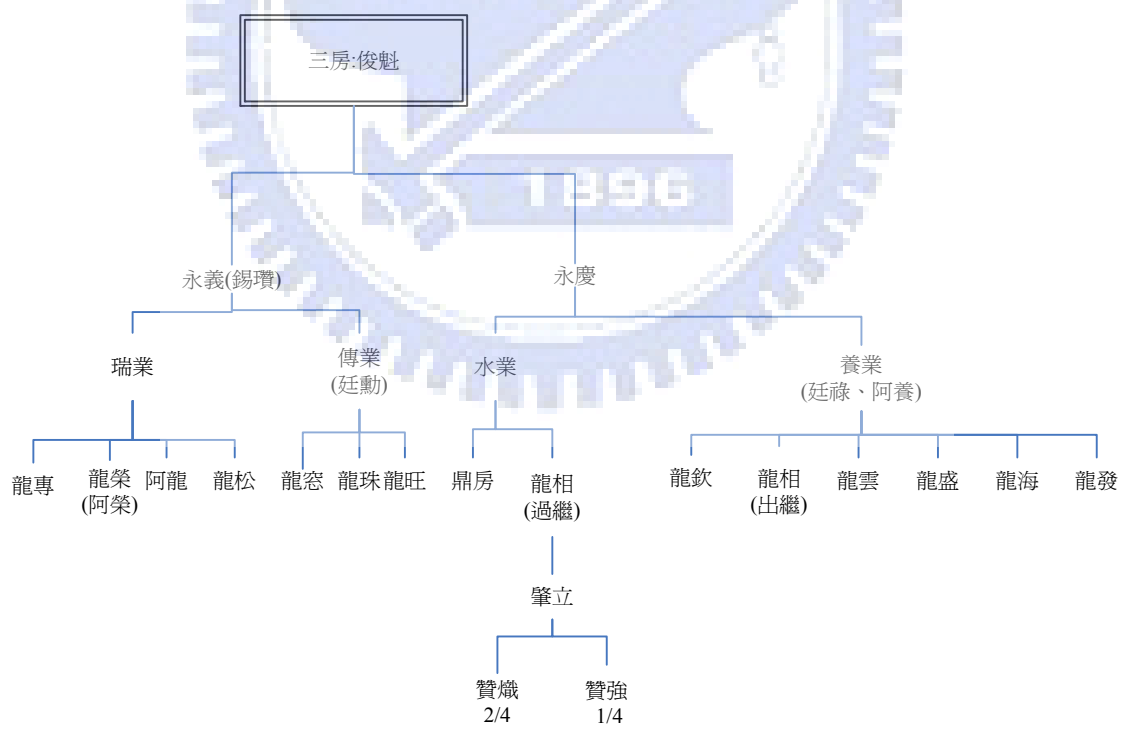 三房:俊魁
1896
永義(錫瓚)
永慶
瑞業
傳業
(廷勳)
水業
養業
(廷祿、阿養)
龍專
龍榮
(阿榮)
阿龍
龍松
龍窓
龍珠
龍旺
鼎房
龍相
(過繼)
龍欽
龍相
(出繼)
龍雲
龍盛
龍海
龍發
肇立
贊熾
2/4
贊強
1/4